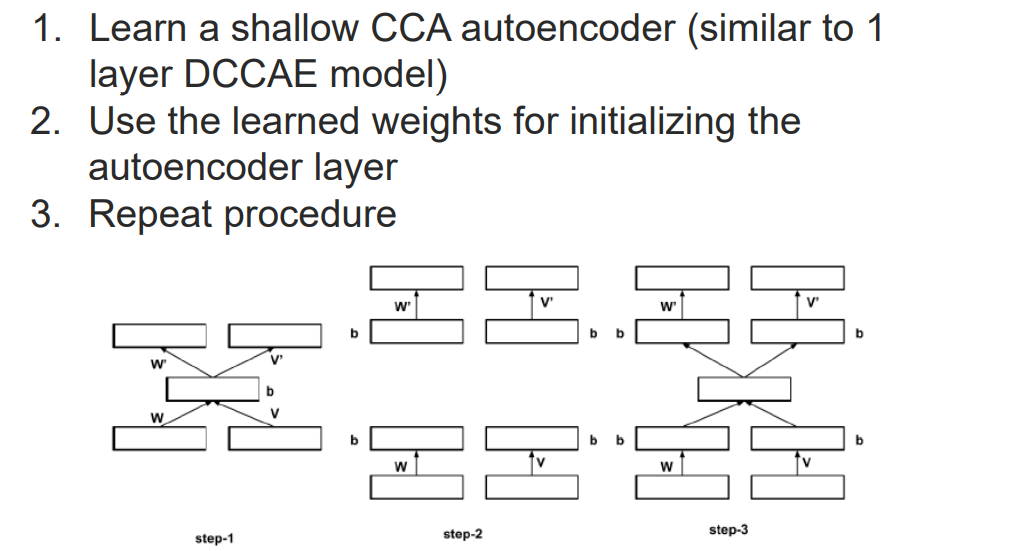 1. Learn a shallow CCA autoencoder (similar to 1
layer DCCAE model)
2. Use the learned weights for initializing the
autoencoder layer
3. Repeat procedure
W' V' W' V'
b b b b
W' V'
b
W V
b b b b
W V W V
step-1 step-2 step-3